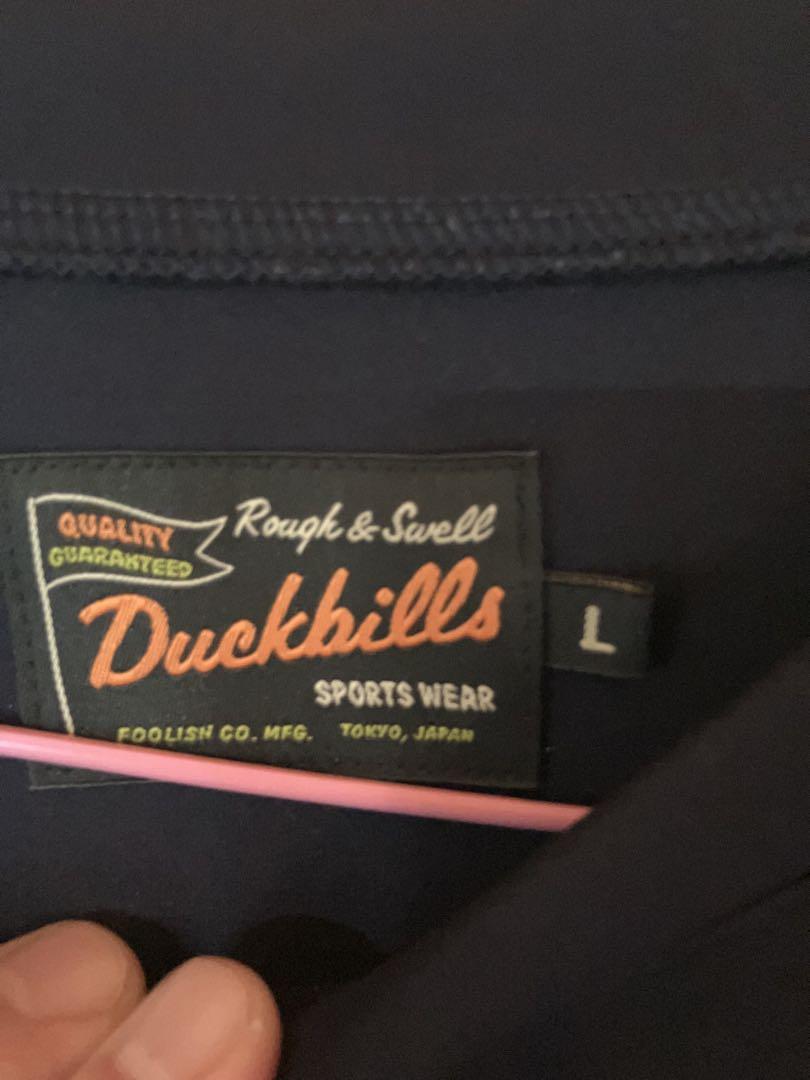 QUALITY
GUARANTEED
Rough & Swell
Duckbills
SPORTS WEAR
FOOLISH CO. MFG. TOKYO, JAPAN
L